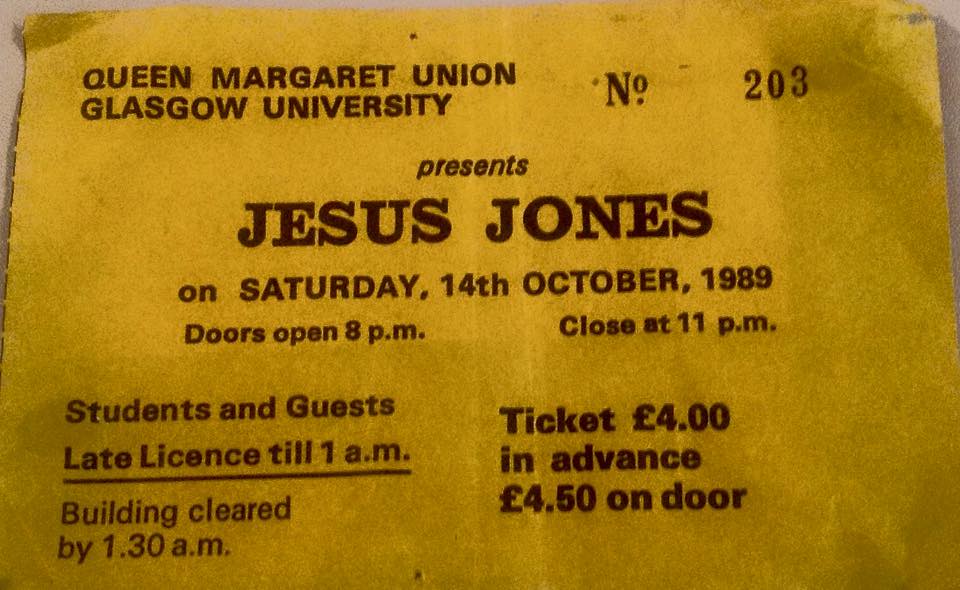 QUEEN MARGARET UNION Nº 203
GLASGOW UNIVERSITY
presents
JESUS JONES
on SATURDAY, 14th OCTOBER, 1989
Doors open 8 p.m. Close at 11 p.m.
Students and Guests
Late Licence till 1 a.m.
Building cleared
by 1.30 a.m.
Ticket £4.00
in advance
£4.50 on door